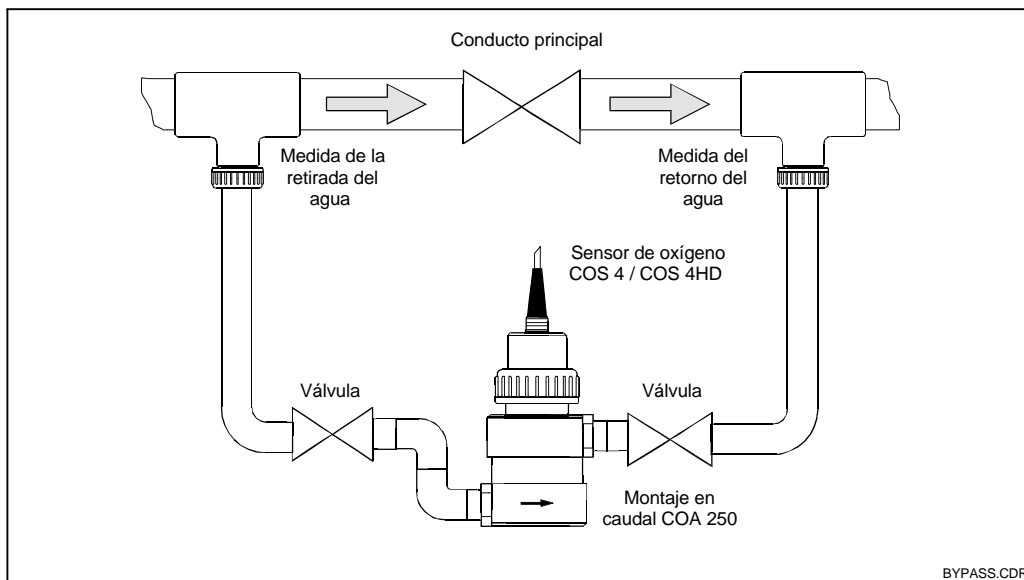 Conducto principal
Medida de la
retirada del
agua
Medida del
retorno del
agua
Sensor de oxígeno
COS 4 / COS 4HD
Válvula
Válvula
Montaje en
caudal COA 250
BYPASS.CDR